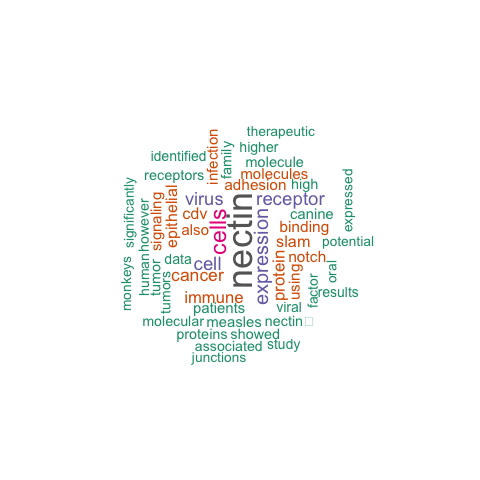 therapeutic
higher
identified
infection
family
molecule
receptors
molecules
adhesion
high
significantly
however
human
monkeys
signaling
epithelial
virus
receptor
expressed
cdv
canine
also
cells
nectin
expression
binding
slam
potential
data
cell
notch
tumor
tumors
cancer
protein
using
oral
factor
results
immune
patients
viral
molecular
measles
nectin
proteins
showed
associated
study
junctions